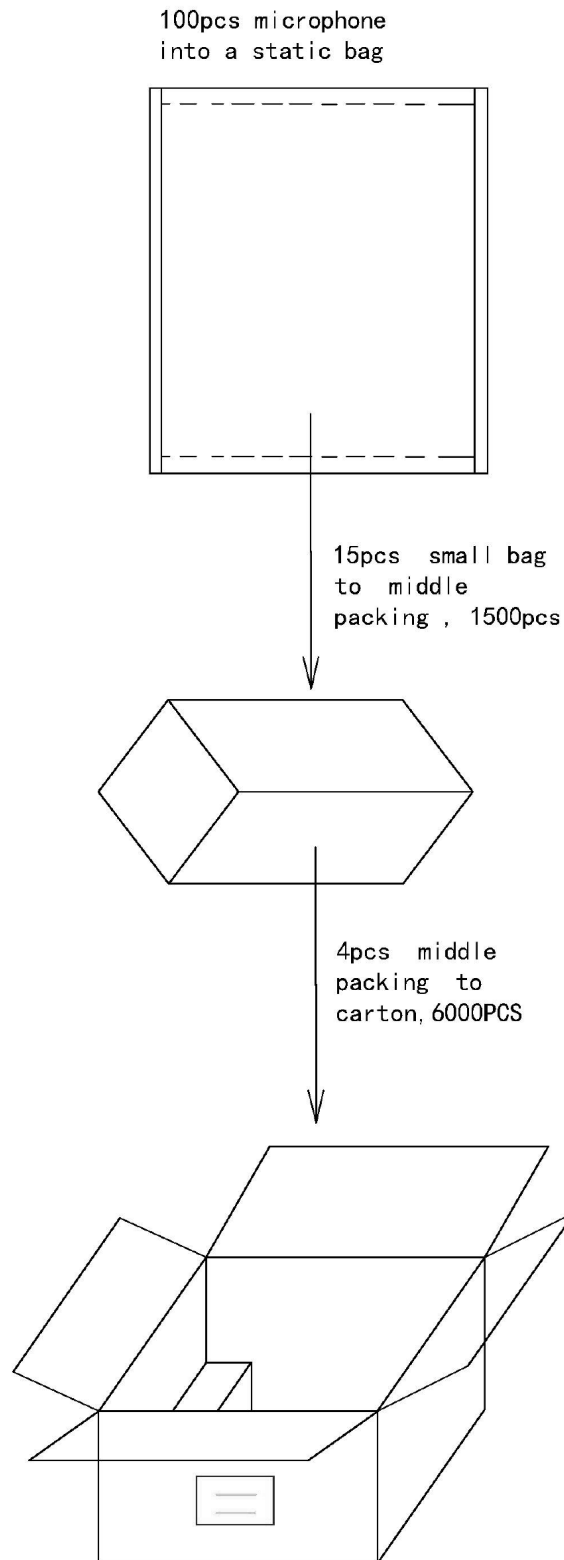 100pcs microphone
into a static bag
15pcs small bag
to middle
packing , 1500pcs
4pcs middle
packing to
carton,6000PCS